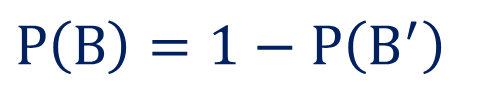 P(B) = 1 − P(B′)